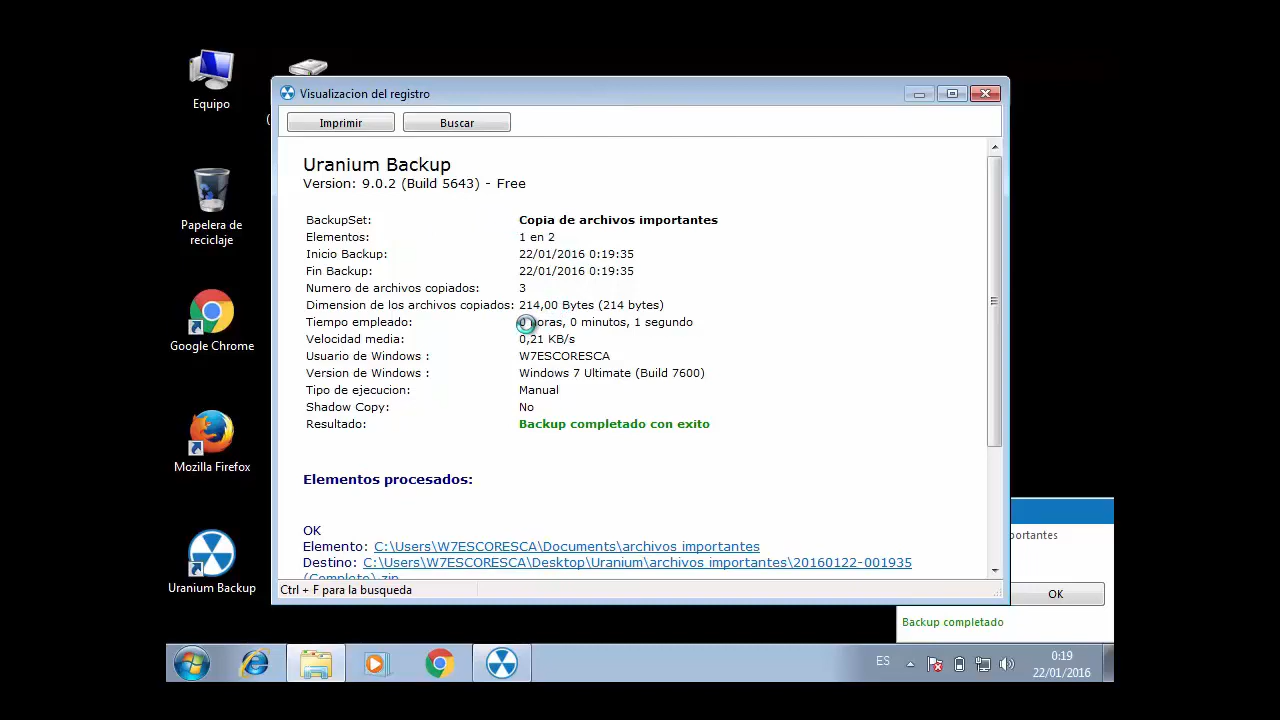 Equipo
Papelera de
reciclaje
Google Chrome
Mozilla Firefox
Uranium Backup
Visualizacion del registro
Imprimir
Buscar
Uranium Backup
Version: 9.0.2 (Build 5643) - Free
BackupSet: Copia de archivos importantes
Elementos: 1 en 2
Inicio Backup: 22/01/2016 0:19:35
Fin Backup: 22/01/2016 0:19:35
Numero de archivos copiados: 3
Dimension de los archivos copiados: 214,00 Bytes (214 bytes)
Tiempo empleado: 0 horas, 0 minutos, 1 segundo
Velocidad media: 0,21 KB/s
Usuario de Windows : W7ESCORESCA
Version de Windows : Windows 7 Ultimate (Build 7600)
Tipo de ejecucion: Manual
Shadow Copy: No
Resultado: Backup completado con exito
Elementos procesados:
OK
Elemento: C:\Users\W7ESCORESCA\Documents\archivos importantes
Destino: C:\Users\W7ESCORESCA\Desktop\Uranium\archivos importantes\20160122-001935
(Completo).zip
Ctrl + F para la busqueda
portantes
OK
Backup completado
ES
0:19
22/01/2016